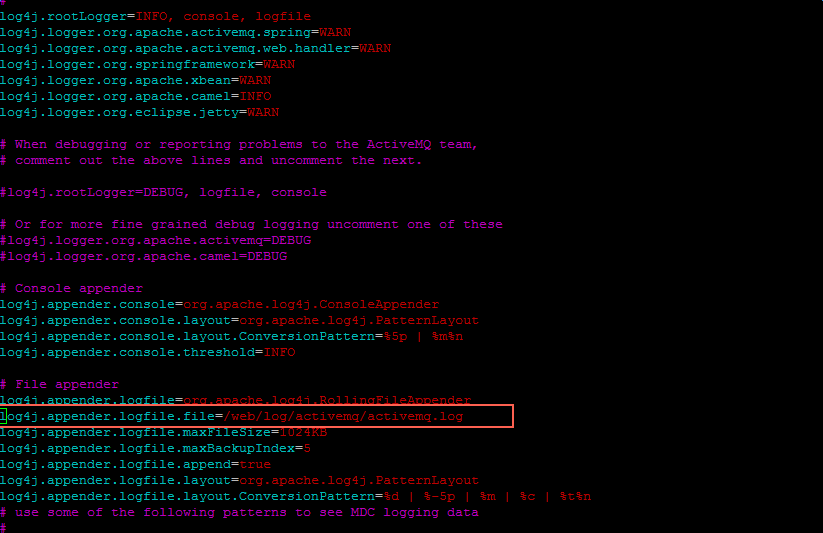 #
log4j.rootLogger=INFO, console, logfile
log4j.logger.org.apache.activemq.spring=WARN
log4j.logger.org.apache.activemq.web.handler=WARN
log4j.logger.org.springframework=WARN
log4j.logger.org.apache.xbean=WARN
log4j.logger.org.apache.camel=INFO
log4j.logger.org.eclipse.jetty=WARN
# When debugging or reporting problems to the ActiveMQ team,
# comment out the above lines and uncomment the next.
#log4j.rootLogger=DEBUG, logfile, console
# Or for more fine grained debug logging uncomment one of these
#log4j.logger.org.apache.activemq=DEBUG
#log4j.logger.org.apache.camel=DEBUG
# Console appender
log4j.appender.console=org.apache.log4j.ConsoleAppender
log4j.appender.console.layout=org.apache.log4j.PatternLayout
log4j.appender.console.layout.ConversionPattern=%5p | %m%n
log4j.appender.console.threshold=INFO
# File appender
log4j.appender.logfile=org.apache.log4j.RollingFileAppender
log4j.appender.logfile.file=/web/log/activemq/activemq.log
log4j.appender.logfile.maxFileSize=1024KB
log4j.appender.logfile.maxBackupIndex=5
log4j.appender.logfile.append=true
log4j.appender.logfile.layout=org.apache.log4j.PatternLayout
log4j.appender.logfile.layout.ConversionPattern=%d | %-5p | %m | %c | %t%n
# use some of the following patterns to see MDC logging data
#